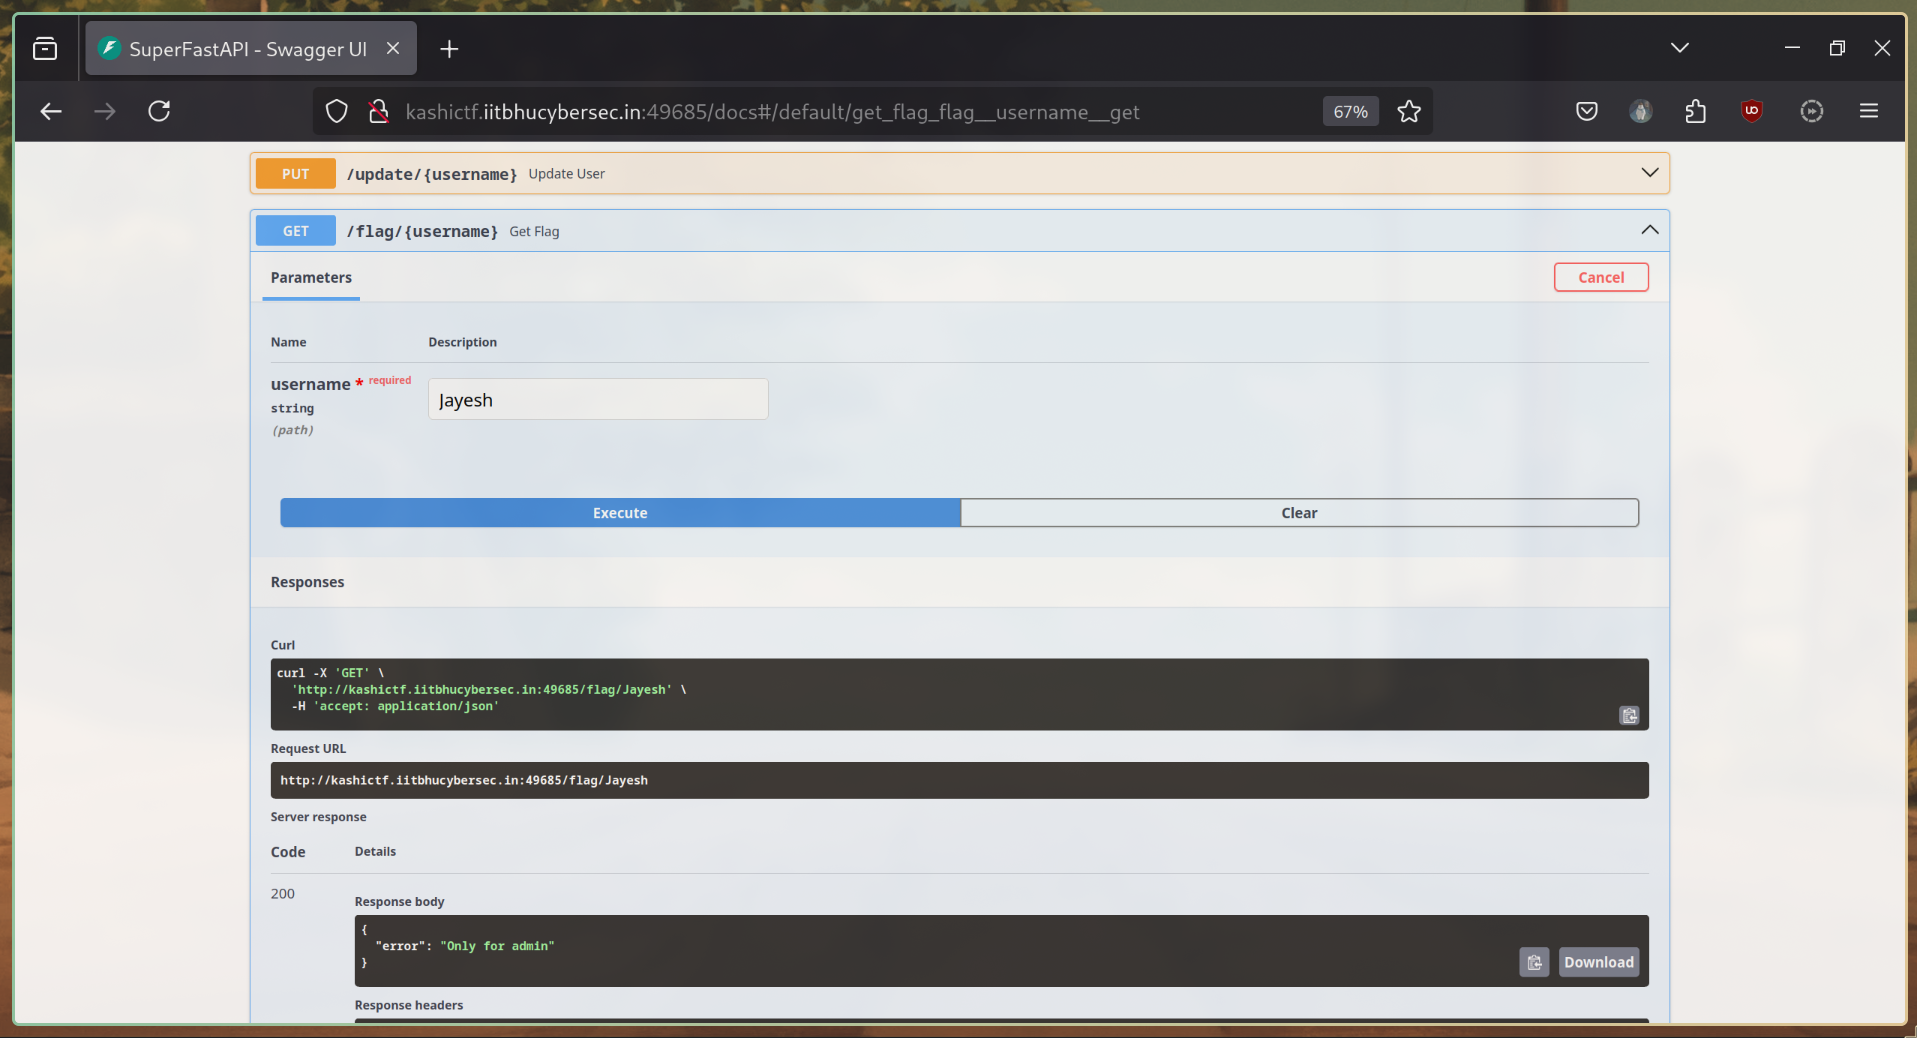 SuperFastAPI - Swagger UI
kashictf.iitbhucybersec.in:49685/docs#/default/get_flag_flag__username__get
67%
PUT /update/{username} Update User
GET /flag/{username} Get Flag
Parameters
Cancel
Name Description
username * required
string
(path)
Jayesh
Execute
Clear
Responses
Curl
curl -X 'GET' \
'http://kashictf.iitbhucybersec.in:49685/flag/Jayesh' \
-H 'accept: application/json'
Request URL
http://kashictf.iitbhucybersec.in:49685/flag/Jayesh
Server response
Code Details
200
Response body
{
"error": "Only for admin"
}
Download
Response headers